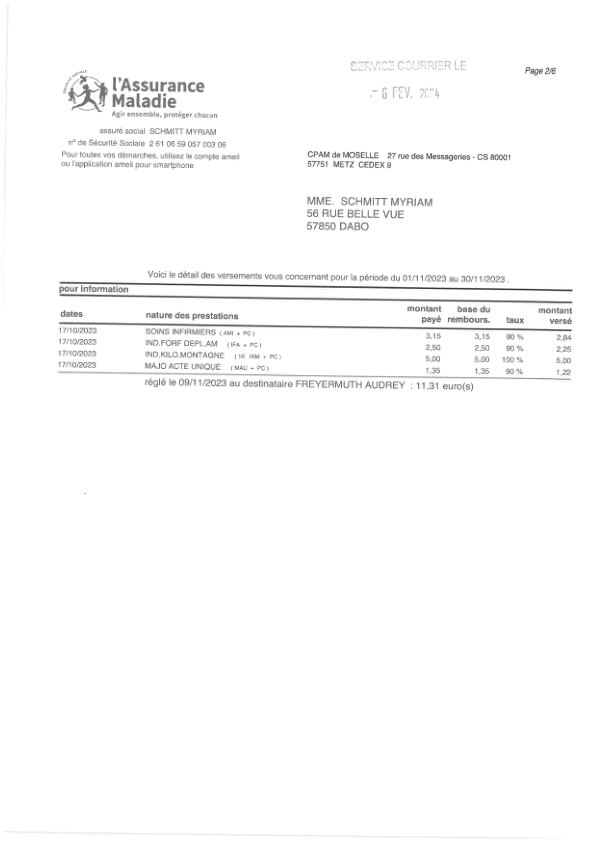 SERVICE COURRIER LE
Page 2/6
6 FEV. 2024
SÉCURITÉ SOCIALE
l'Assurance
Maladie
Agir ensemble, protéger chacun
assuré social SCHMITT MYRIAM
n° de Sécurité Sociale 2 61 06 59 057 003 06
Pour toutes vos démarches, utilisez le compte ameli
ou l'application ameli pour smartphone
CPAM de MOSELLE 27 rue des Messageries - CS 80001
57751 METZ CEDEX 9
MME. SCHMITT MYRIAM
56 RUE BELLE VUE
57850 DABO
Voici le détail des versements vous concernant pour la période du 01/11/2023 au 30/11/2023 .
pour information
dates nature des prestations montant payé base du rembours. taux montant versé
17/10/2023 SOINS INFIRMIERS ( AMI + PC) 3,15 3,15 90 % 2,84
17/10/2023 IND.FORF DEPL.AM ( IFA + PC) 2,50 2,50 90 % 2,25
17/10/2023 IND.KILO.MONTAGNE ( 10 IKM + PC) 5,00 5,00 100 % 5,00
17/10/2023 MAJO ACTE UNIQUE ( MAU + PC) 1,35 1,35 90 % 1,22
réglé le 09/11/2023 au destinataire FREYERMUTH AUDREY : 11,31 euro(s)